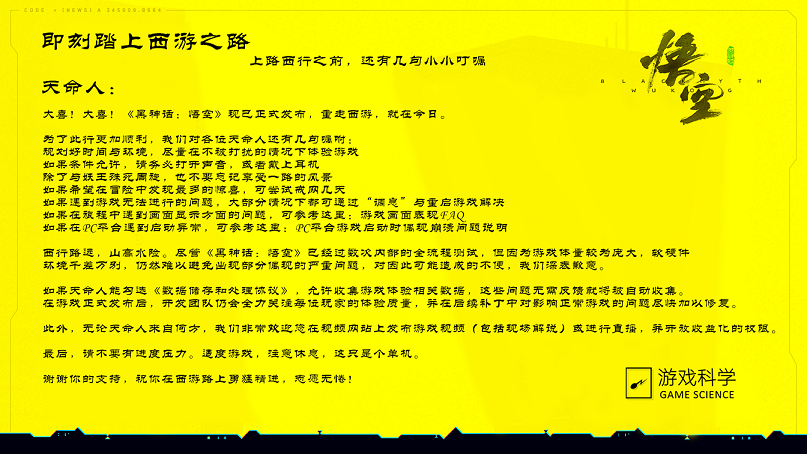 即刻踏上西游之路
上路西行之前，还有几句小小叮嘱
悟空
BLACK MYTH
WUKONG
天命人：
大喜！大喜！《黑神话：悟空》现已正式发布，重走西游，就在今日。
为了此行更加顺利，我们对各位天命人还有几句嘱咐：
规划好时间与环境，尽量在不被打扰的情况下体验游戏
如果条件允许，请务必打开声音，或者戴上耳机
除了与妖王殊死周旋，也不要忘记享受一路的风景
如果希望在冒险中发现最多的惊喜，可尝试戒网几天
如果遇到游戏无法进行的问题，大部分情况下都可通过“调息”与重启游戏解决
如果在旅程中遇到画面显示方面的问题，可参考这里：游戏画面表现FAQ
如果在PC平台遇到启动异常，可参考这里：PC平台游戏启动时偶现崩溃问题说明
西行路远，山高水险。尽管《黑神话：悟空》已经过数次内部的全流程测试，但因为游戏体量较为庞大，软硬件
环境千差万别，仍然难以避免出现部分偶现的严重问题，对因此可能造成的不便，我们深表歉意。
如果天命人能勾选《数据储存和处理协议》，允许收集游戏体验相关数据，这些问题无需反馈就将被自动收集。
在游戏正式发布后，开发团队仍会全力关注每位玩家的体验质量，并在后续补丁中对影响正常游戏的问题尽快加以修复。
此外，无论天命人来自何方，我们非常欢迎您在视频网站上发布游戏视频（包括现场解说）或进行直播，并开放收益化的权限。
最后，请不要有进度压力。适度游戏，注意休息，这只是个单机。
谢谢你的支持，祝你在西游路上勇猛精进，愈愿无惓！
游戏科学
GAME SCIENCE